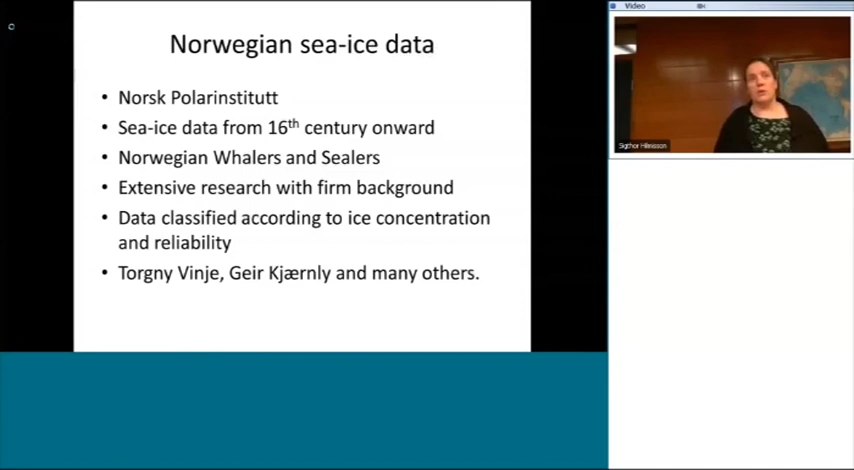 Norwegian sea-ice data
• Norsk Polarinstitutt
• Sea-ice data from 16th century onward
• Norwegian Whalers and Sealers
• Extensive research with firm background
• Data classified according to ice concentration
and reliability
• Torgny Vinje, Geir Kjærnly and many others.
Video
Sigthor Hilmisson